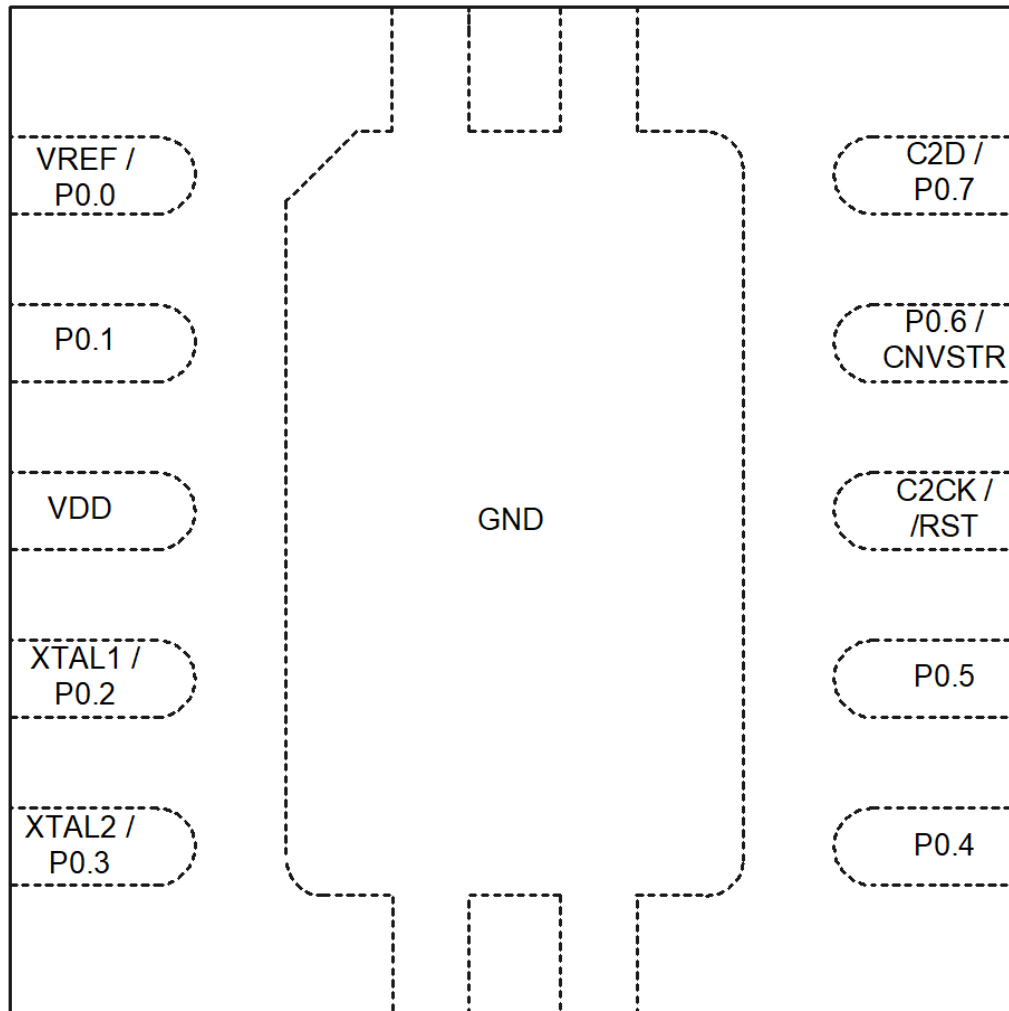 VREF /
P0.0
P0.1
VDD
XTAL1 /
P0.2
XTAL2 /
P0.3
GND
C2D /
P0.7
P0.6 /
CNVSTR
C2CK /
/RST
P0.5
P0.4